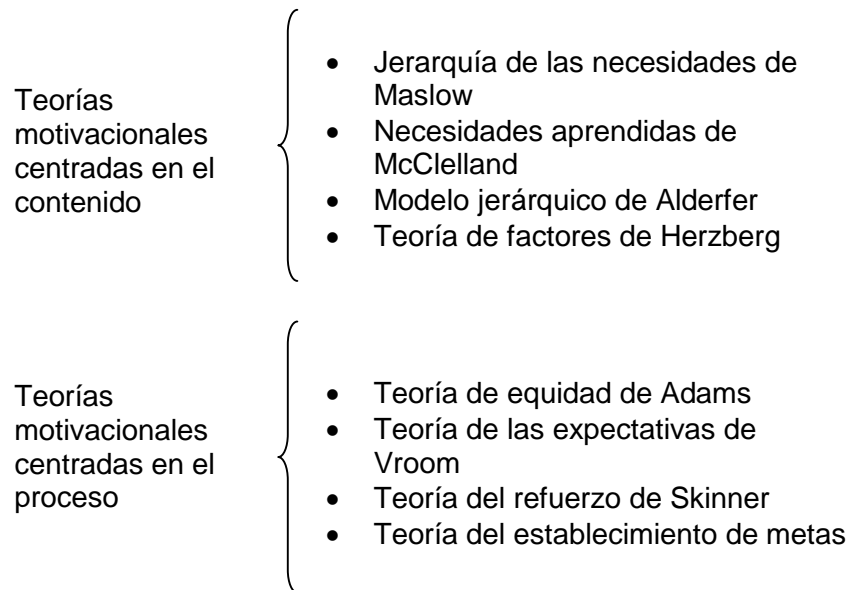 Teorías
motivacionales
centradas en el
contenido
• Jerarquía de las necesidades de
Maslow
• Necesidades aprendidas de
McClelland
• Modelo jerárquico de Alderfer
• Teoría de factores de Herzberg
Teorías
motivacionales
centradas en el
proceso
• Teoría de equidad de Adams
• Teoría de las expectativas de
Vroom
• Teoría del refuerzo de Skinner
• Teoría del establecimiento de metas